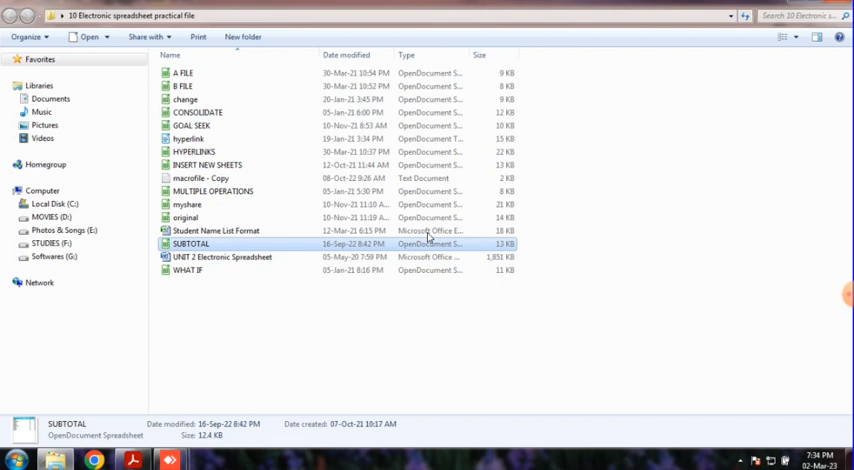 10 Electronic spreadsheet practical file
Search 10 Electronic s...
Organize Open Share with Print New folder
Favorites
Libraries
Documents
Music
Pictures
Videos
Homegroup
Computer
Local Disk (C:)
MOVIES (D:)
Photos & Songs (E:)
STUDIES (F:)
Softwares (G:)
Network
Name Date modified Type Size
A FILE 30-Mar-21 10:54 PM OpenDocument S... 9 KB
B FILE 30-Mar-21 10:52 PM OpenDocument S... 8 KB
change 20-Jan-21 3:45 PM OpenDocument S... 9 KB
CONSOLIDATE 05-Jan-21 6:00 PM OpenDocument S... 12 KB
GOAL SEEK 10-Nov-21 8:53 AM OpenDocument S... 10 KB
hyperlink 19-Jan-21 3:34 PM OpenDocument T... 15 KB
HYPERLINKS 30-Mar-21 10:37 PM OpenDocument S... 22 KB
INSERT NEW SHEETS 12-Oct-21 11:44 AM OpenDocument S... 13 KB
macrofile - Copy 08-Oct-22 9:26 AM Text Document 2 KB
MULTIPLE OPERATIONS 05-Jan-21 5:30 PM OpenDocument S... 8 KB
myshare 10-Nov-21 11:10 A... OpenDocument S... 21 KB
original 10-Nov-21 11:19 A... OpenDocument S... 14 KB
Student Name List Format 12-Mar-21 6:15 PM Microsoft Office E... 18 KB
SUBTOTAL 16-Sep-22 8:42 PM OpenDocument S... 13 KB
UNIT 2 Electronic Spreadsheet 05-May-20 7:59 PM Microsoft Office ... 1,851 KB
WHAT IF 05-Jan-21 8:16 PM OpenDocument S... 11 KB
SUBTOTAL Date modified: 16-Sep-22 8:42 PM Date created: 07-Oct-21 10:17 AM
OpenDocument Spreadsheet Size: 12.4 KB
7:34 PM
02-Mar-23